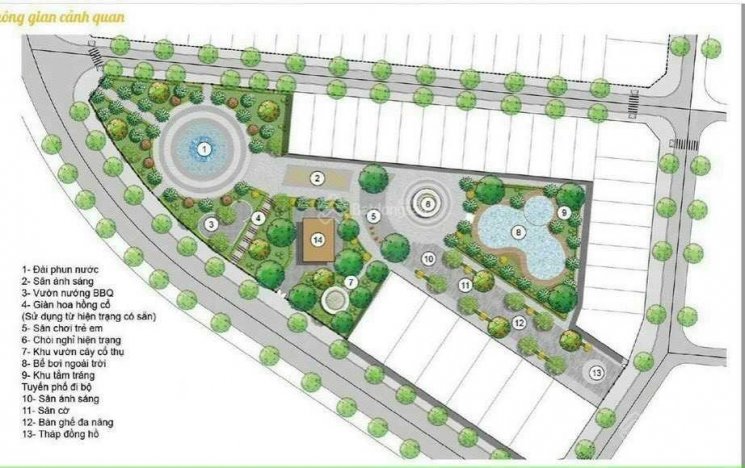 hông gian cảnh quan
1
2
3
4
5
6
7
8
9
10
11
12
13
14
1- Đài phun nước
2- Sân ánh sáng
3- Vườn nướng BBQ
4- Giàn hoa hồng cổ
(Sử dụng từ hiện trạng có sẵn)
5- Sân chơi trẻ em
6- Chòi nghỉ hiện trạng
7- Khu vườn cây cổ thụ
8- Bể bơi ngoài trời
9- Khu tắm tráng
Tuyến phố đi bộ
10- Sân ánh sáng
11- Sân cờ
12- Bàn ghế đa năng
13- Tháp đồng hồ